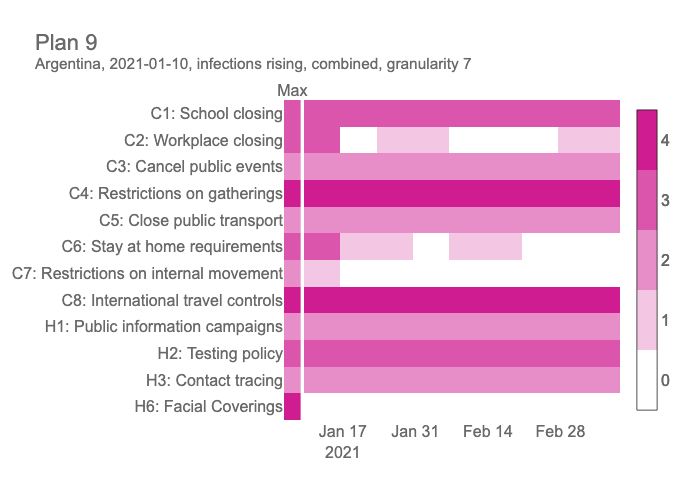 Plan 9
Argentina, 2021-01-10, infections rising, combined, granularity 7
Max
C1: School closing
C2: Workplace closing
C3: Cancel public events
C4: Restrictions on gatherings
C5: Close public transport
C6: Stay at home requirements
C7: Restrictions on internal movement
C8: International travel controls
H1: Public information campaigns
H2: Testing policy
H3: Contact tracing
H6: Facial Coverings
Jan 17 Jan 31 Feb 14 Feb 28
2021
4
3
2
1
0